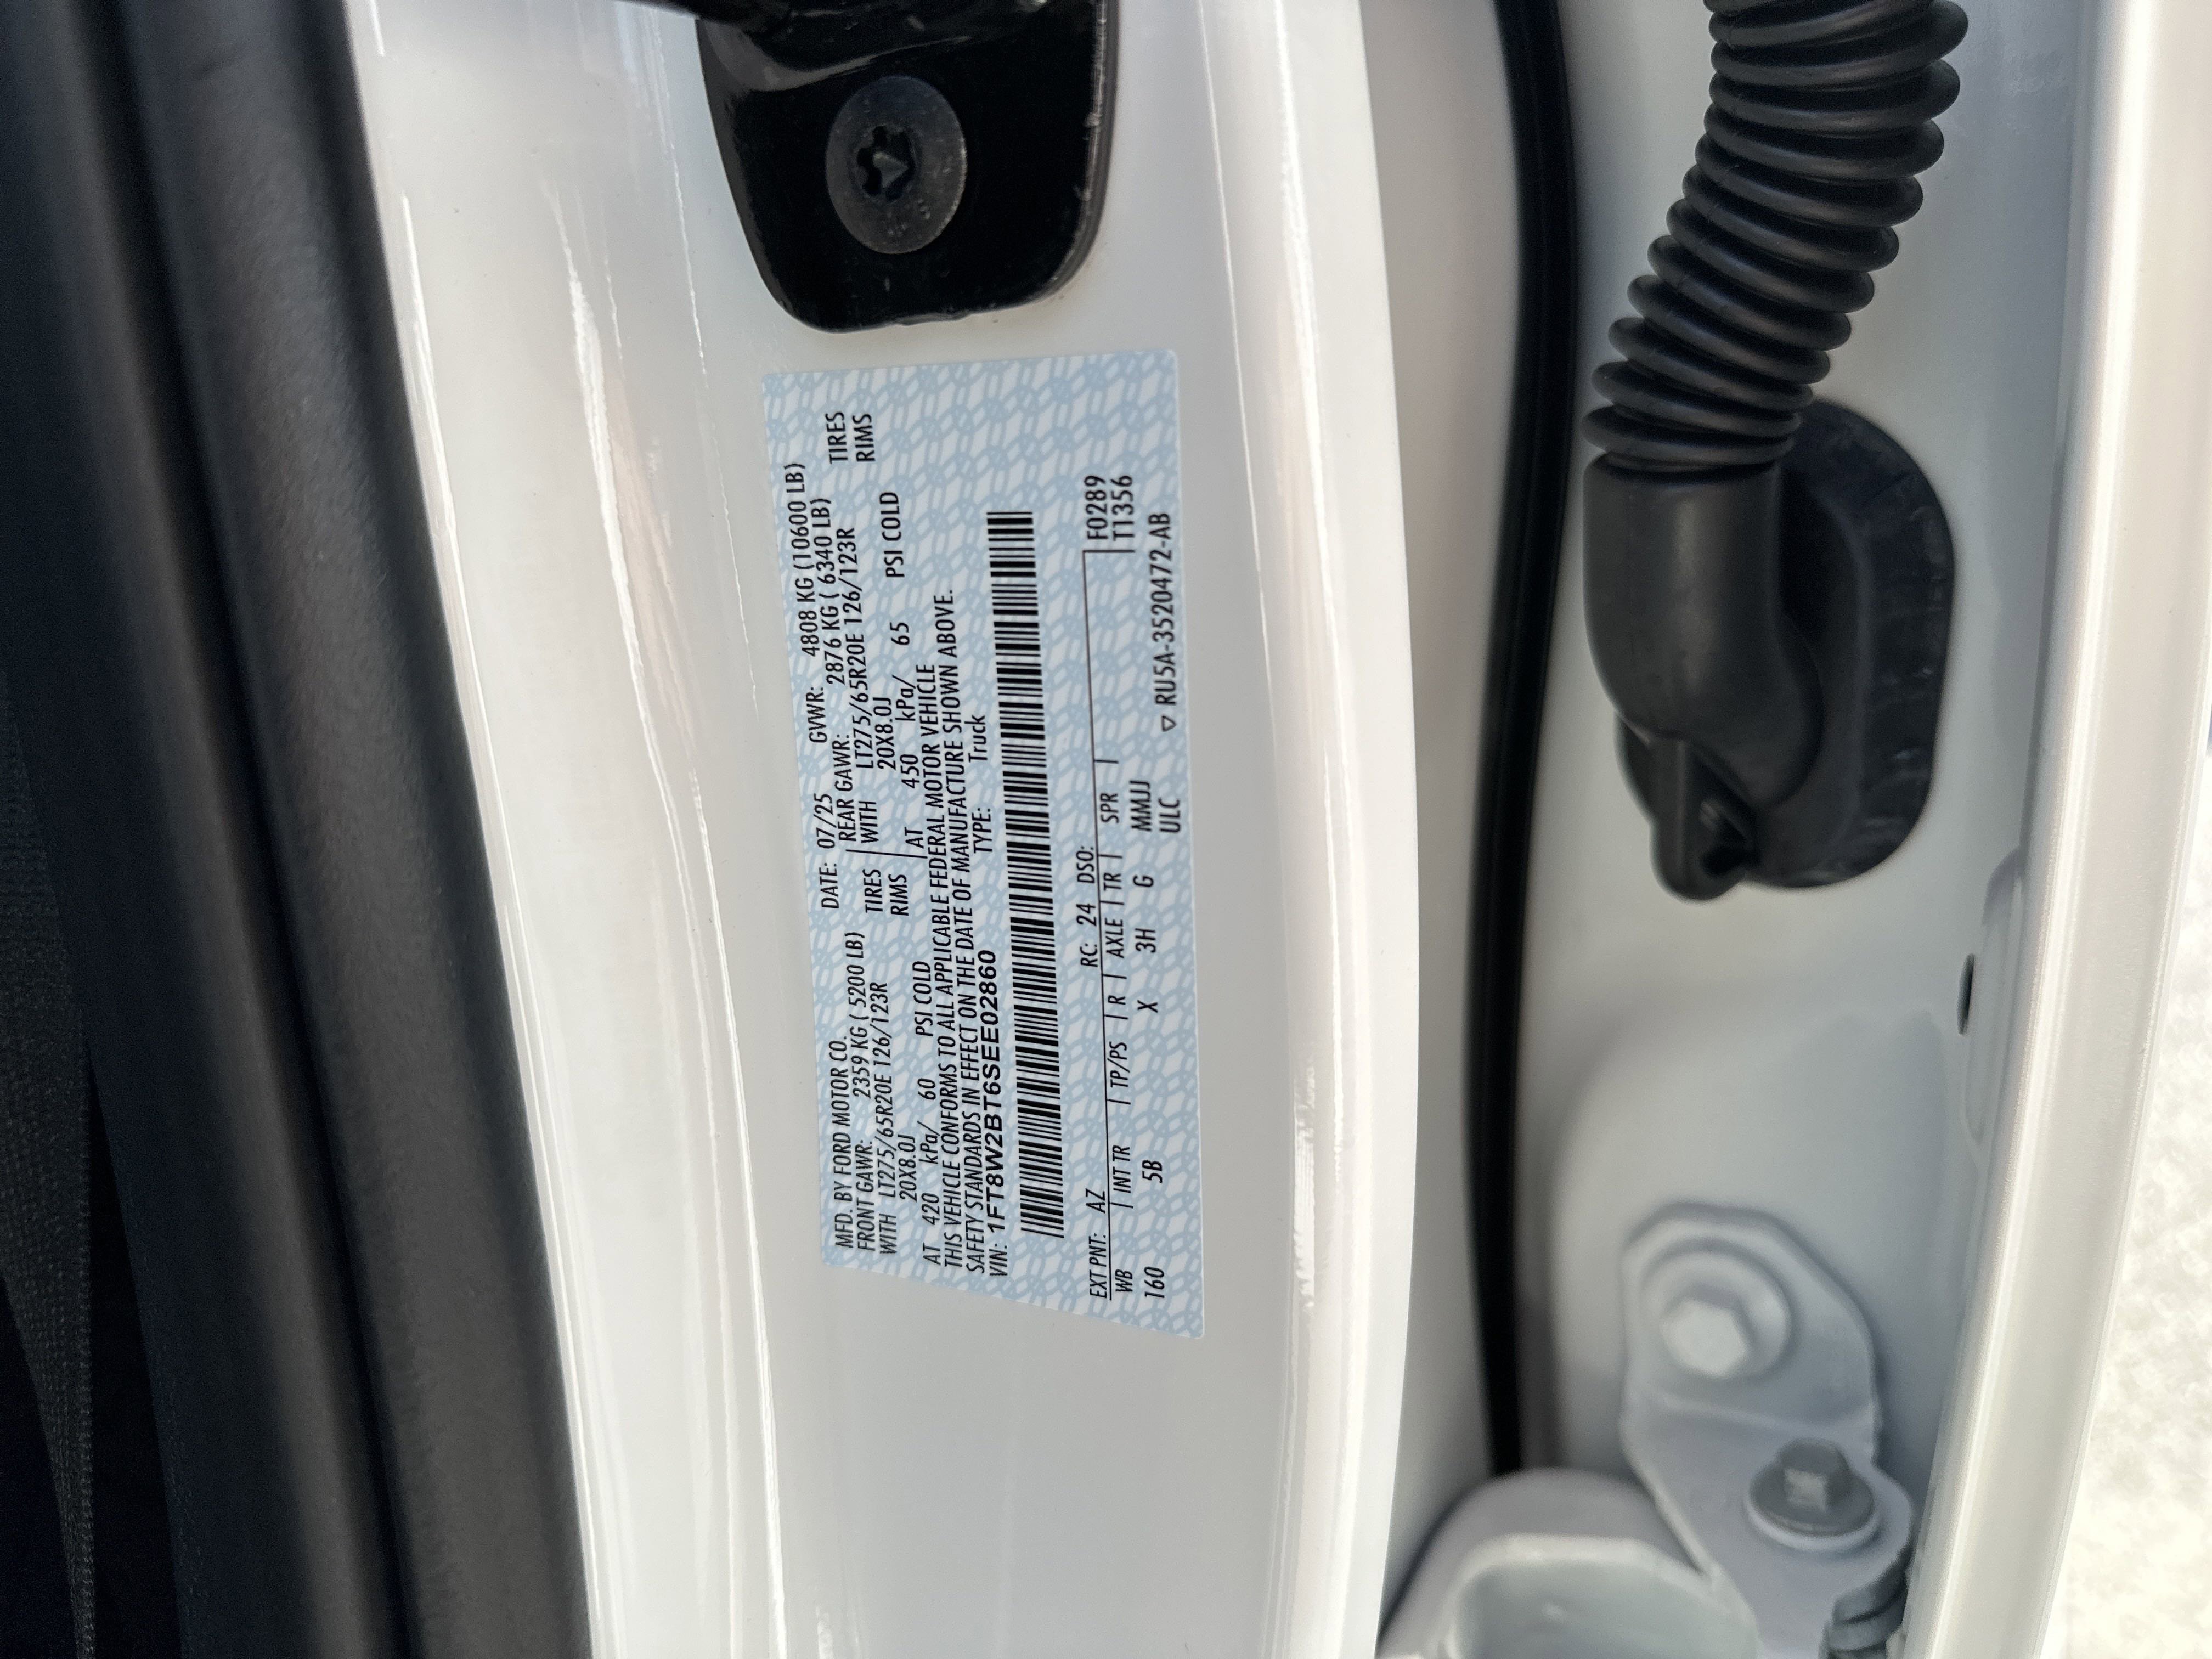 MFD. BY FORD MOTOR CO. DATE: 07/25 GVWR: 4808 KG (10600 LB)
FRONT GAWR: 2359 KG ( 5200 LB) REAR GAWR: 2876 KG ( 6340 LB)
WITH LT275/65R20E 126/123R TIRES WITH LT275/65R20E 126/123R TIRES
20X8.0J RIMS 20X8.0J RIMS
AT 420 kPa/ 60 PSI COLD AT 450 kPa/ 65 PSI COLD
THIS VEHICLE CONFORMS TO ALL APPLICABLE FEDERAL MOTOR VEHICLE
SAFETY STANDARDS IN EFFECT ON THE DATE OF MANUFACTURE SHOWN ABOVE.
VIN: 1FT8W2BT6SEE02860 TYPE: Truck
EXT PNT: AZ RC: 24 DSO: F0289
WB | INT TR | TP/PS | R | AXLE | TR | SPR | T1356
160 5B X 3H G MMJJ
ULC ▽ RU5A-3520472-AB